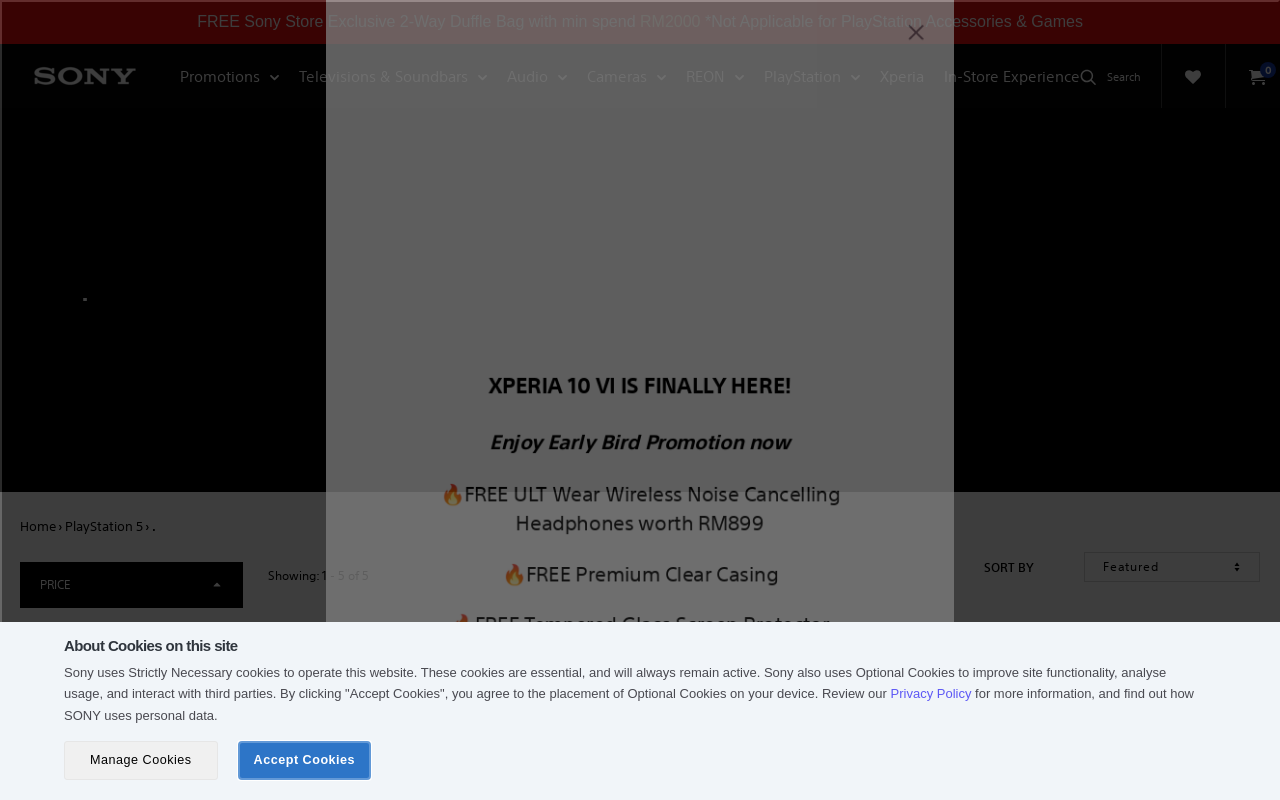 FREE Sony Store Exclusive 2-Way Duffle Bag with min spend RM2000 *Not Applicable for PlayStation Accessories & Games
SONY Promotions Televisions & Soundbars Audio Cameras REON PlayStation Xperia In-Store Experience Search 0
XPERIA 10 VI IS FINALLY HERE!
Enjoy Early Bird Promotion now
🔥FREE ULT Wear Wireless Noise Cancelling
Headphones worth RM899
Home › PlayStation 5 › .
🔥FREE Premium Clear Casing
PRICE
Showing: 1 - 5 of 5
SORT BY Featured
🔥FREE Tempered Glass Screen Protector
About Cookies on this site
Sony uses Strictly Necessary cookies to operate this website. These cookies are essential, and will always remain active. Sony also uses Optional Cookies to improve site functionality, analyse
usage, and interact with third parties. By clicking "Accept Cookies", you agree to the placement of Optional Cookies on your device. Review our Privacy Policy for more information, and find out how
SONY uses personal data.
Manage Cookies Accept Cookies